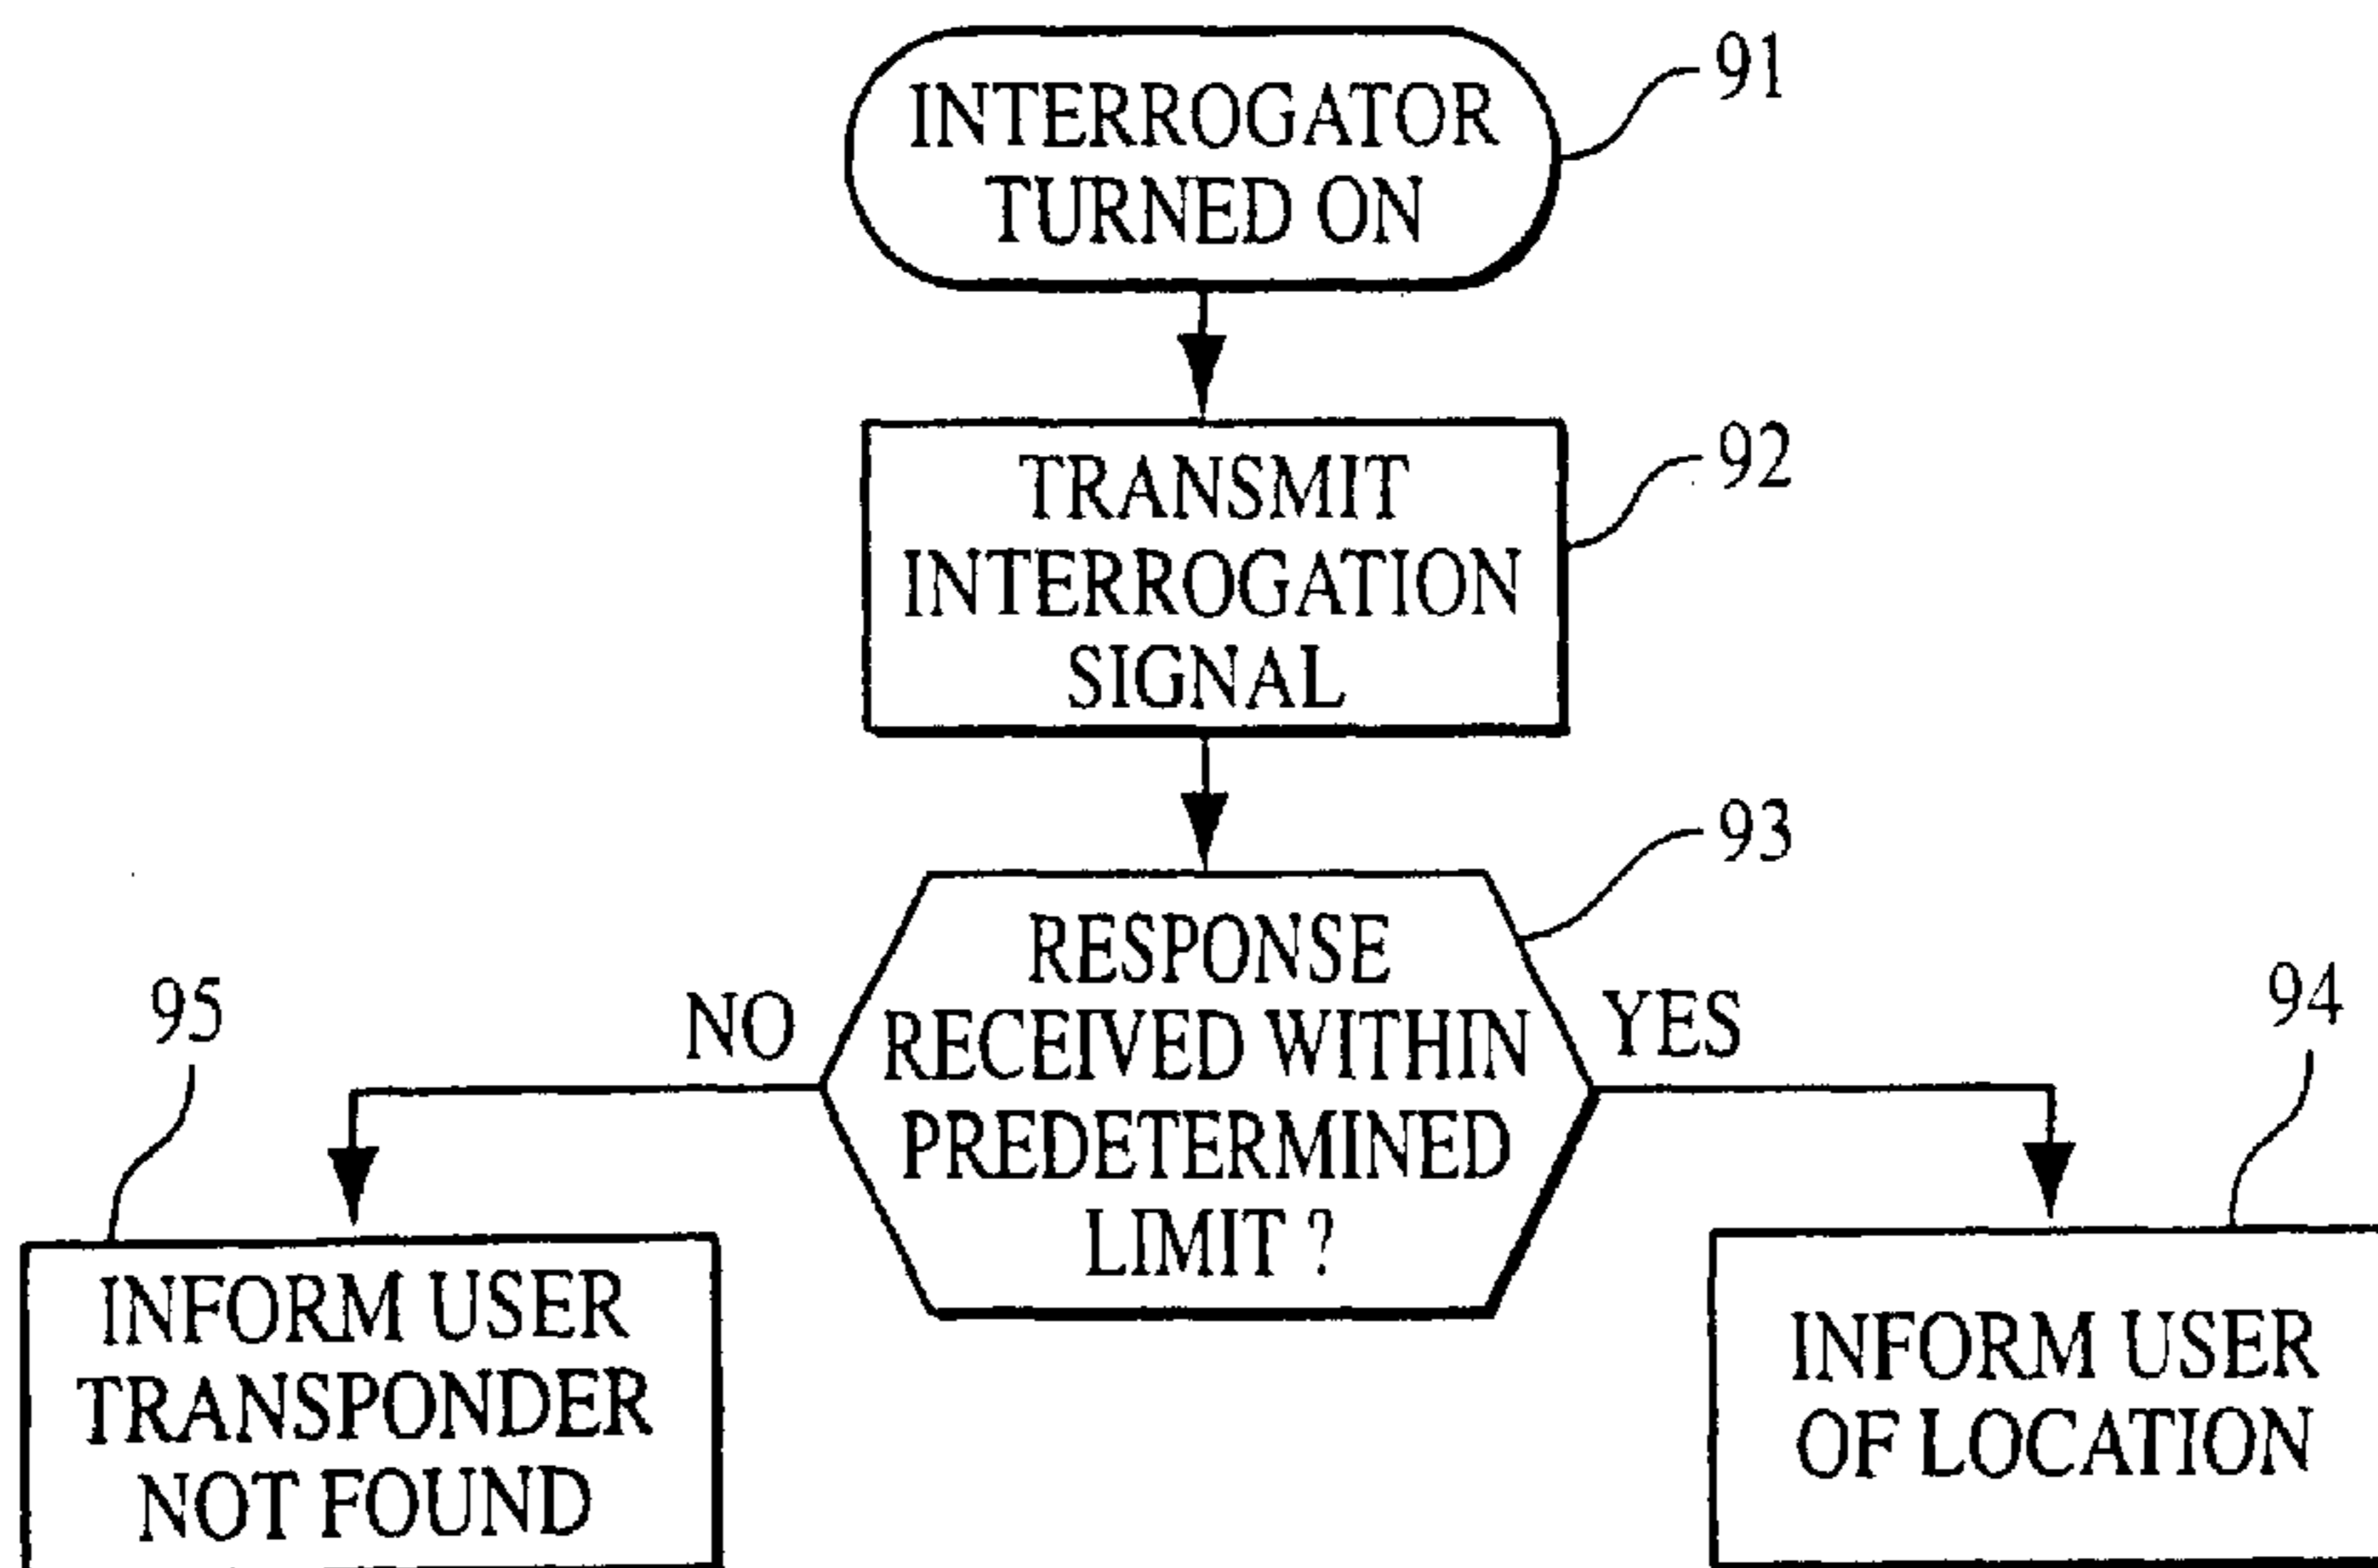 INTERROGATOR
TURNED ON
91
TRANSMIT
INTERROGATION
SIGNAL
92
RESPONSE
RECEIVED WITHIN
PREDETERMINED
LIMIT ?
93
NO
YES
95
INFORM USER
TRANSPONDER
NOT FOUND
94
INFORM USER
OF LOCATION